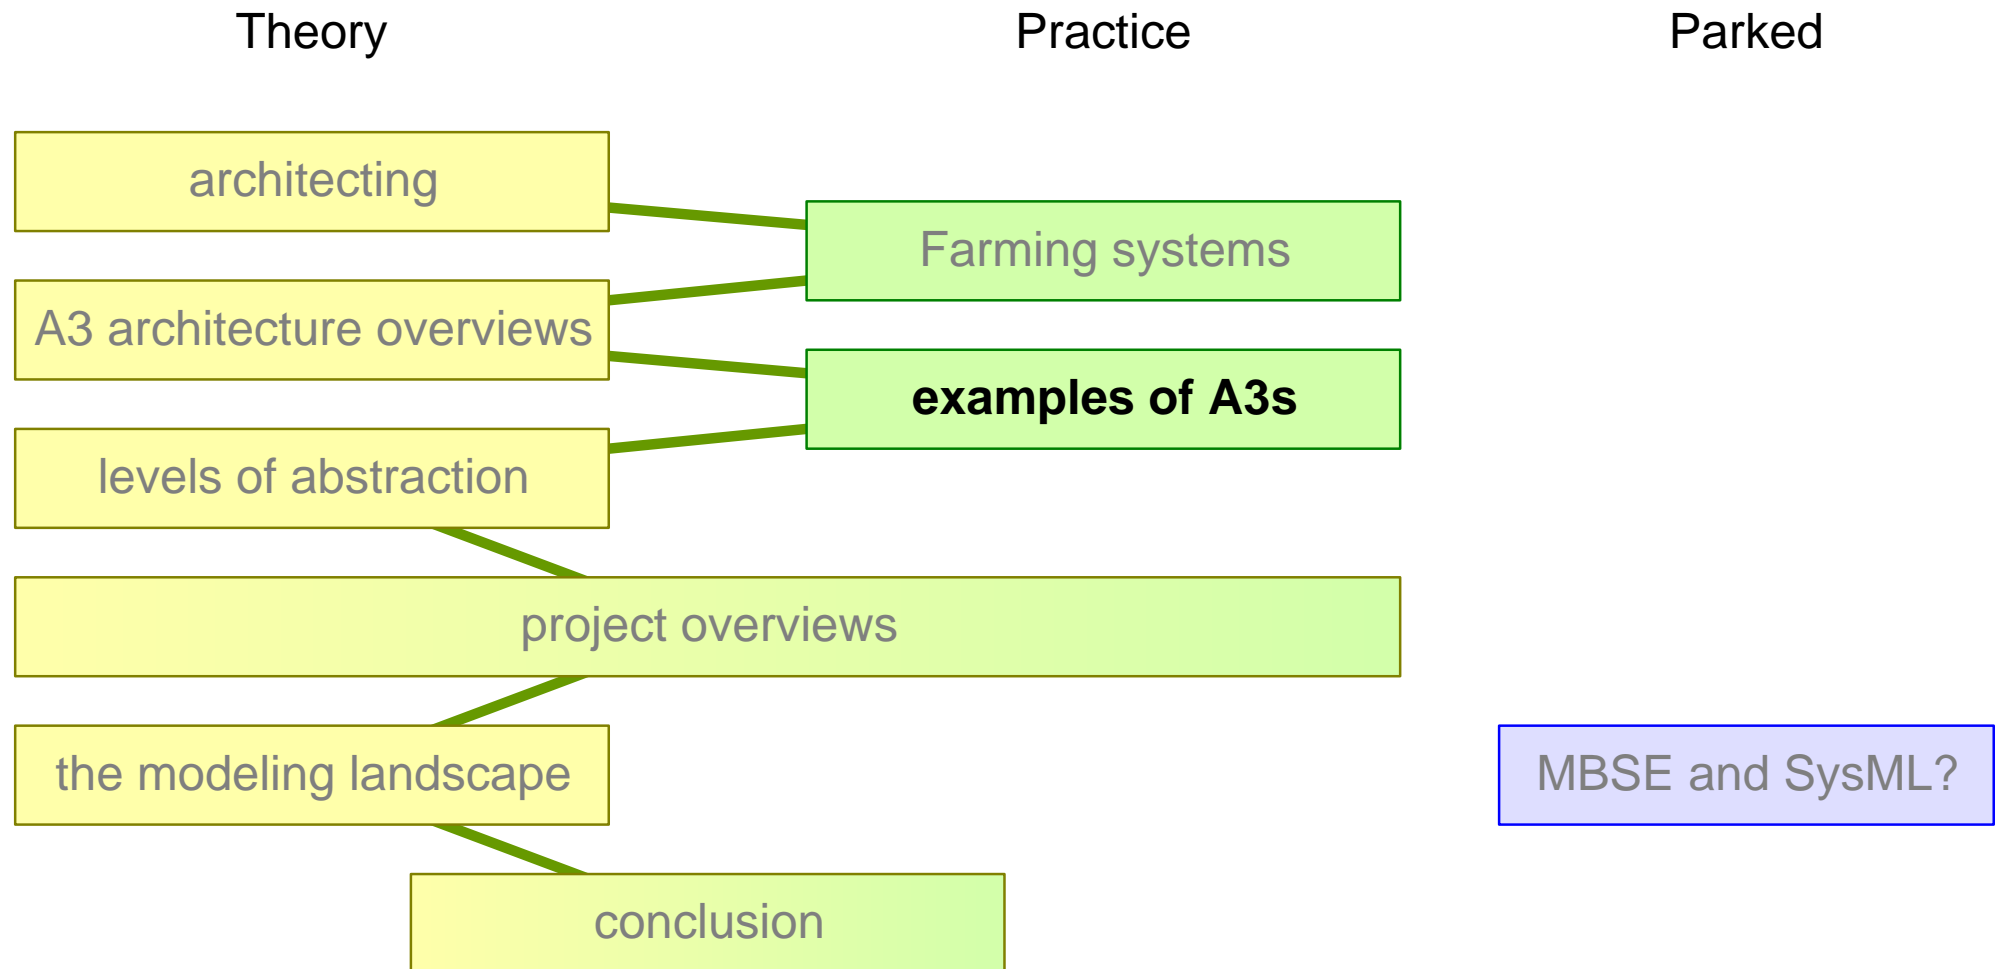 Theory
Practice
Parked
architecting
Farming systems
A3 architecture overviews
examples of A3s
levels of abstraction
project overviews
the modeling landscape
MBSE and SysML?
conclusion